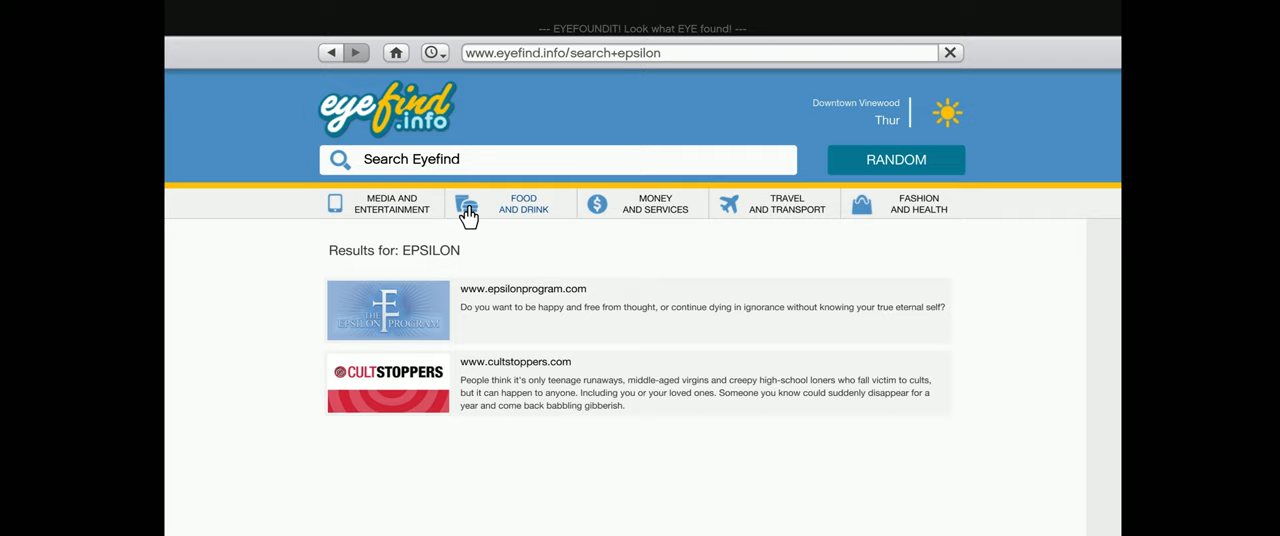 --- EYEFOUNDIT! Look what EYE found! ---
www.eyefind.info/search+epsilon
eyefind
.info
Downtown Vinewood
Thur
Search Eyefind
RANDOM
MEDIA AND
ENTERTAINMENT
FOOD
AND DRINK
MONEY
AND SERVICES
TRAVEL
AND TRANSPORT
FASHION
AND HEALTH
Results for: EPSILON
THE
EPSILON PROGRAM
www.epsilonprogram.com
Do you want to be happy and free from thought, or continue dying in ignorance without knowing your true eternal self?
CULTSTOPPERS
www.cultstoppers.com
People think it's only teenage runaways, middle-aged virgins and creepy high-school loners who fall victim to cults,
but it can happen to anyone. Including you or your loved ones. Someone you know could suddenly disappear for a
year and come back babbling gibberish.